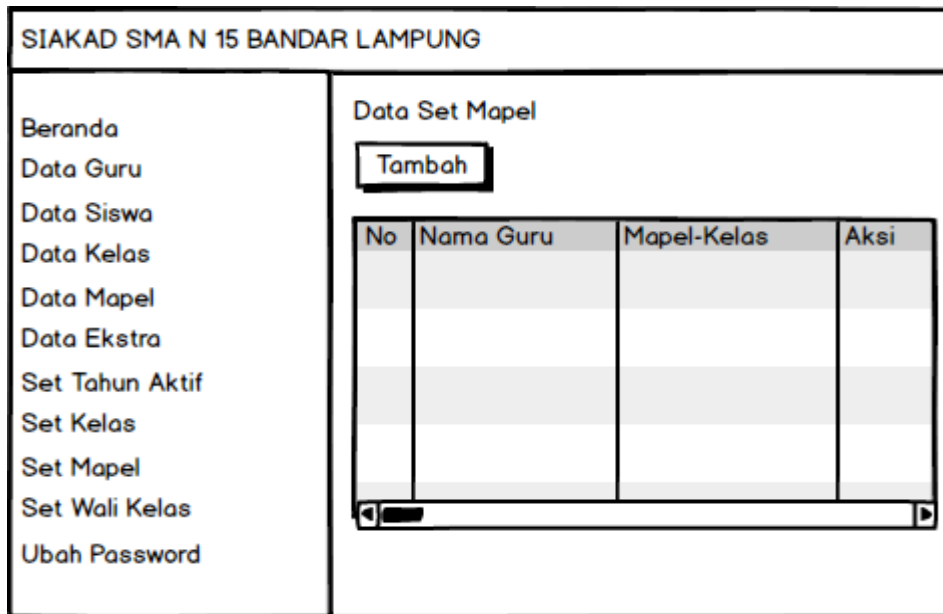 SIAKAD SMA N 15 BANDAR LAMPUNG
Beranda
Data Guru
Data Siswa
Data Kelas
Data Mapel
Data Ekstra
Set Tahun Aktif
Set Kelas
Set Mapel
Set Wali Kelas
Ubah Password
Data Set Mapel
Tambah
No Nama Guru Mapel-Kelas Aksi